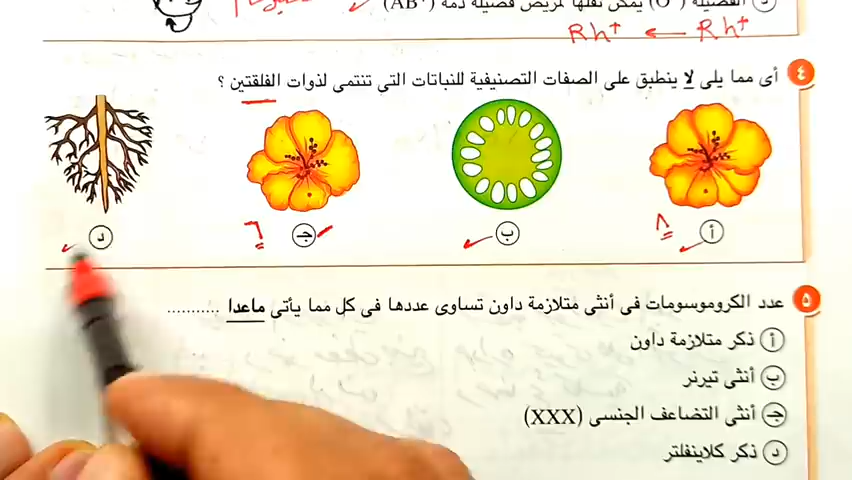 د الفصيلة (O⁻) يمكن نقلها لمريض فصيلة دمه (AB⁺)
Rh⁺ ← Rh⁺
٤ أى مما يلى لا ينطبق على الصفات التصنيفية للنباتات التى تنتمى لذوات الفلقتين ؟
أ ٨ ب جـ ٦ د
٥ عدد الكروموسومات فى أنثى متلازمة داون تساوى عددها فى كل مما يأتى ماعدا ...........
أ ذكر متلازمة داون
ب أنثى تيرنر
جـ أنثى التضاعف الجنسى (XXX)
د ذكر كلاينفلتر